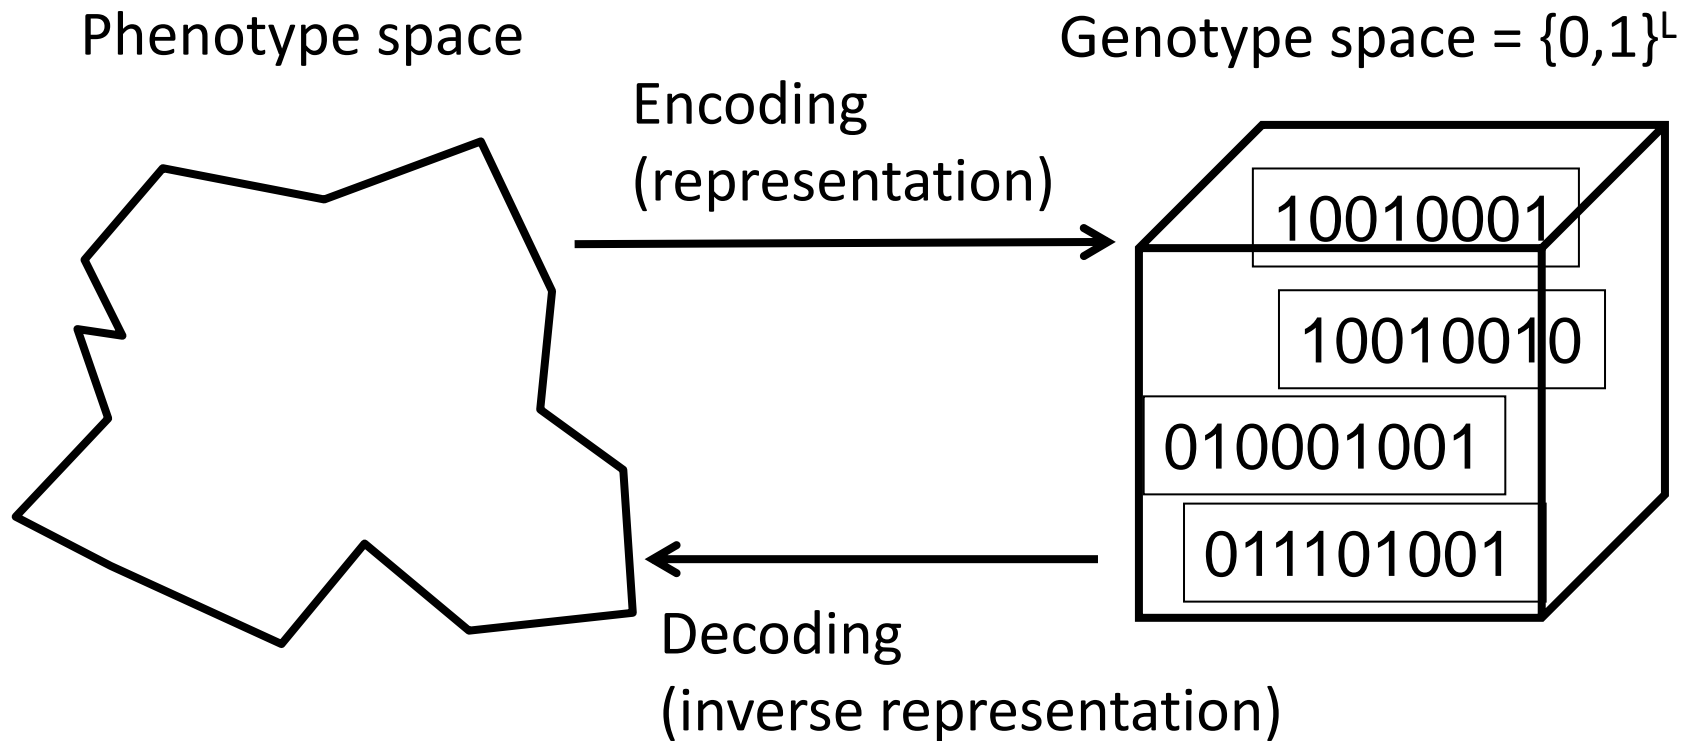 Phenotype space
Genotype space = {0,1}ᴸ
Encoding
(representation)
10010001
10010010
010001001
011101001
Decoding
(inverse representation)